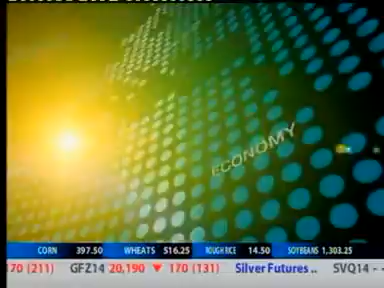 ECONOMY
CORN 397.50 WHEATS 516.25 ROUGH RICE 14.50 SOYBEANS 1,303.25
170 (211) GFZ14 20,190 ▼ 170 (131) Silver Futures .. SVQ14 - -